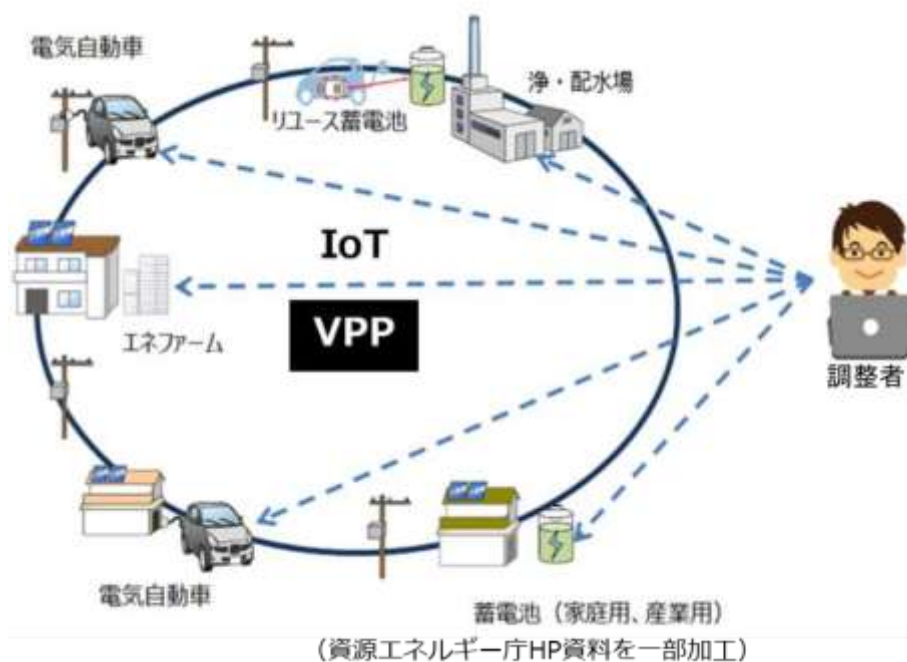 電気自動車
リユース蓄電池
浄・配水場
IoT
VPP
エネファーム
調整者
電気自動車
蓄電池（家庭用、産業用）
（資源エネルギー庁HP資料を一部加工）